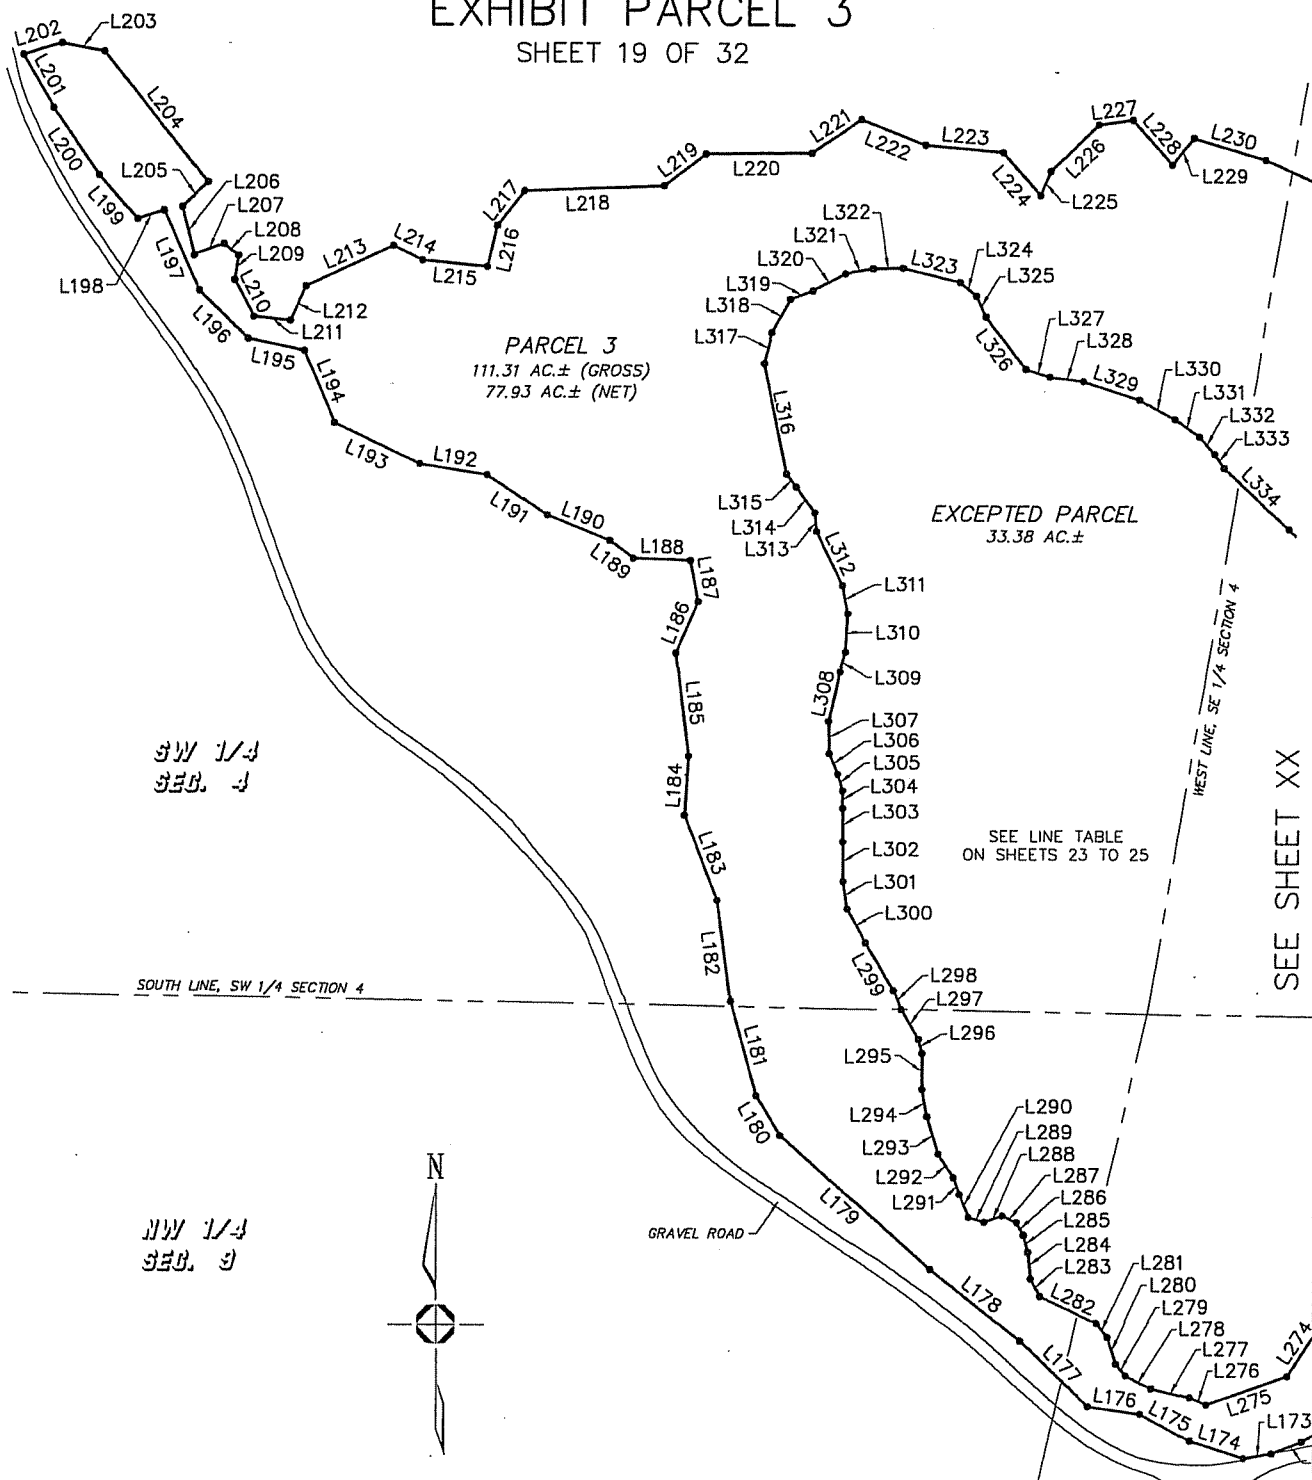 EXHIBIT PARCEL 3
SHEET 19 OF 32
L202
L203
L201
L204
L200
L205
L206
L199
L207
L208
L209
L197
L198
L210
L213
L214
L212
L211
L196
L195
L215
L216
L217
L218
L219
L220
L221
L222
L223
L224
L225
L226
L227
L228
L229
L230
L322
L321
L320
L319
L318
L317
L323
L324
L325
L326
L327
L328
L329
L330
L331
L332
L333
L334
PARCEL 3
111.31 AC.± (GROSS)
77.93 AC.± (NET)
L194
L193
L192
L191
L190
L189
L188
L187
L186
L185
L184
L183
L182
L181
L180
L179
L178
L177
L176
L175
L174
L173
L316
L315
L314
L313
L312
L311
L310
L309
L308
L307
L306
L305
L304
L303
L302
L301
L300
L299
L298
L297
L296
L295
L294
L293
L292
L291
L290
L289
L288
L287
L286
L285
L284
L283
L282
L281
L280
L279
L278
L277
L276
L275
L274
EXCEPTED PARCEL
33.38 AC.±
WEST LINE, SE 1/4 SECTION 4
SEE LINE TABLE
ON SHEETS 23 TO 25
SEE SHEET XX
SW 1/4
SEC. 4
SOUTH LINE, SW 1/4 SECTION 4
NW 1/4
SEC. 9
N
GRAVEL ROAD